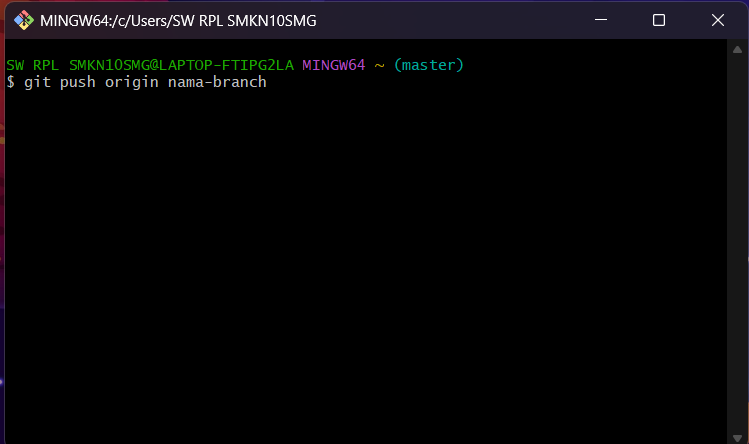 MINGW64:/c/Users/SW RPL SMKN10SMG
SW RPL SMKN10SMG@LAPTOP-FTIPG2LA MINGW64 ~ (master)
$ git push origin nama-branch